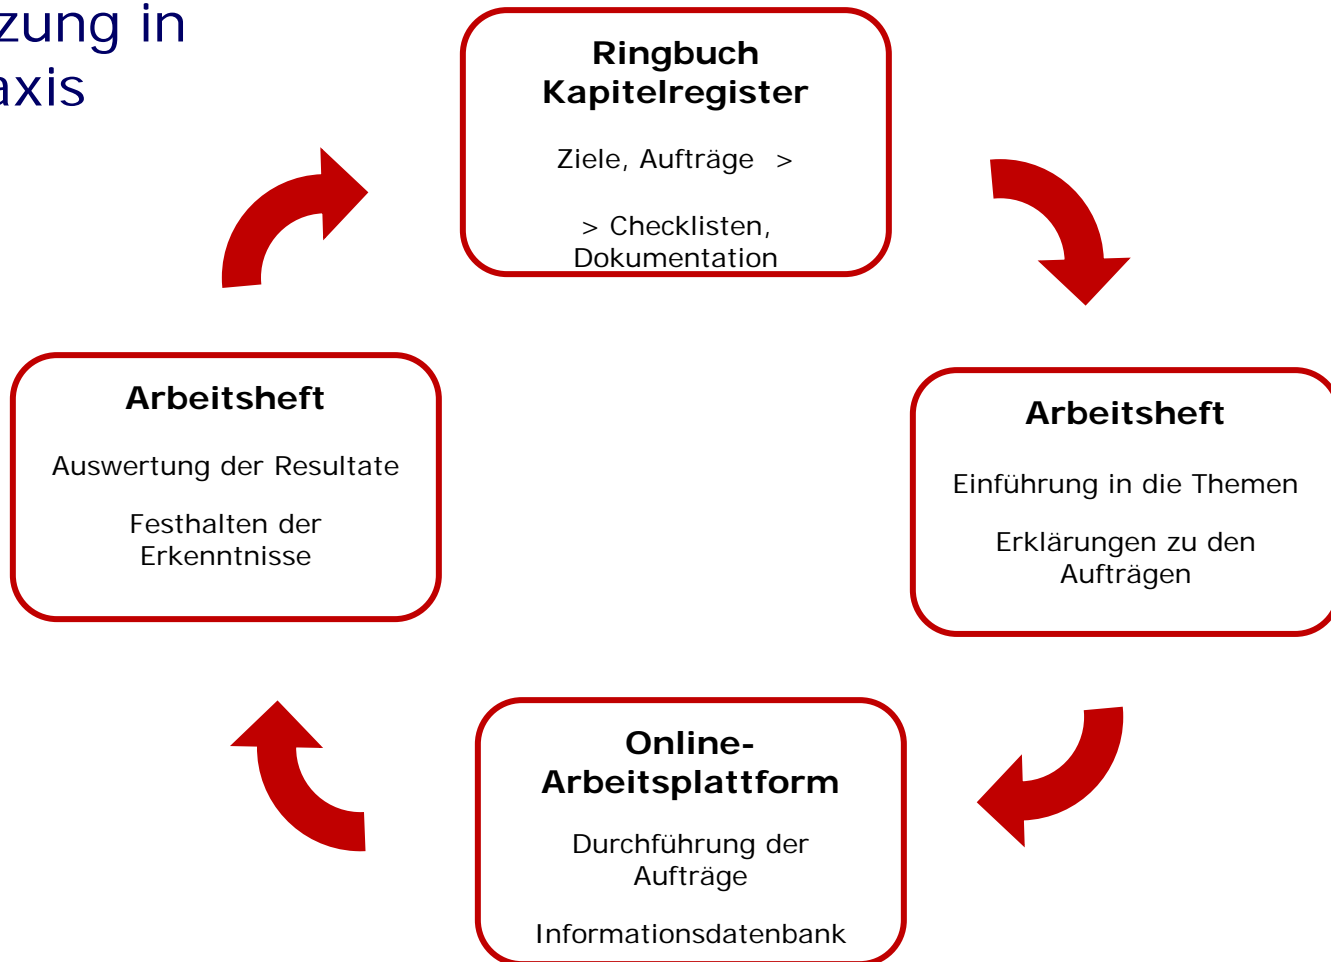 zung in
axis
Ringbuch
Kapitelregister
Ziele, Aufträge >
> Checklisten,
Dokumentation
Arbeitsheft
Einführung in die Themen
Erklärungen zu den
Aufträgen
Online-
Arbeitsplattform
Durchführung der
Aufträge
Informationsdatenbank
Arbeitsheft
Auswertung der Resultate
Festhalten der
Erkenntnisse